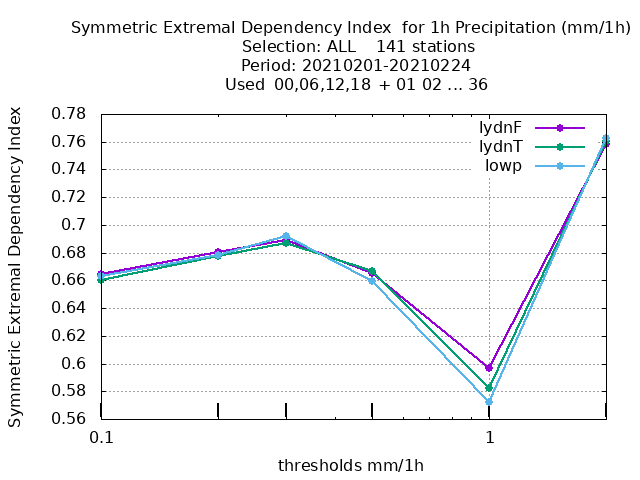 Symmetric Extremal Dependency Index  for 1h Precipitation (mm/1h)
Selection: ALL    141 stations
Period: 20210201-20210224
Used  00,06,12,18 + 01 02 ... 36
Symmetric Extremal Dependency Index
0.78
0.76
0.74
0.72
0.7
0.68
0.66
0.64
0.62
0.6
0.58
0.56
lydnF
lydnT
lowp
0.1
1
thresholds mm/1h